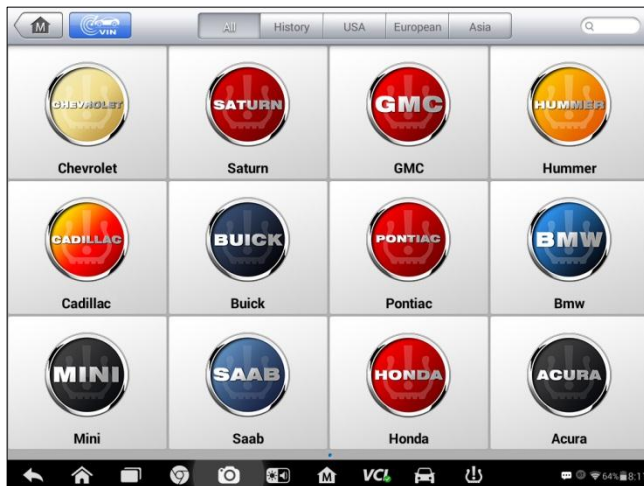 M VIN All History USA European Asia
CHEVROLET SATURN GMC HUMMER
Chevrolet Saturn GMC Hummer
CADILLAC BUICK PONTIAC BMW
Cadillac Buick Pontiac Bmw
MINI SAAB HONDA ACURA
Mini Saab Honda Acura
M VCI 64%